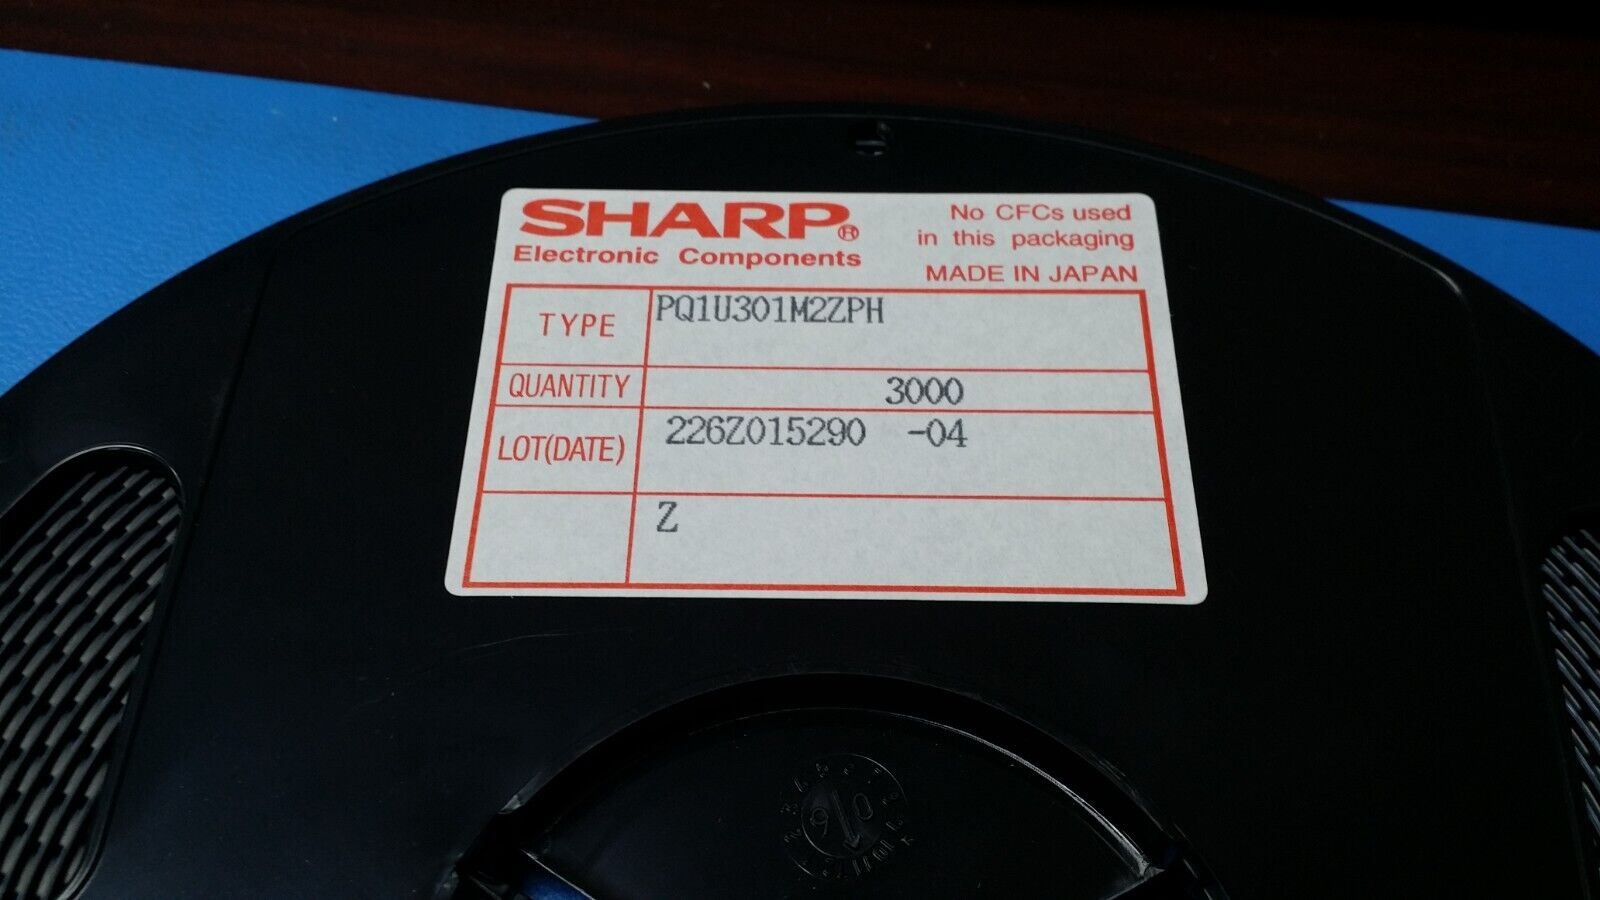 SHARP®
Electronic Components
No CFCs used
in this packaging
MADE IN JAPAN
TYPE PQ1U301M2ZPH
QUANTITY 3000
LOT(DATE) 226Z015290 -04
Z